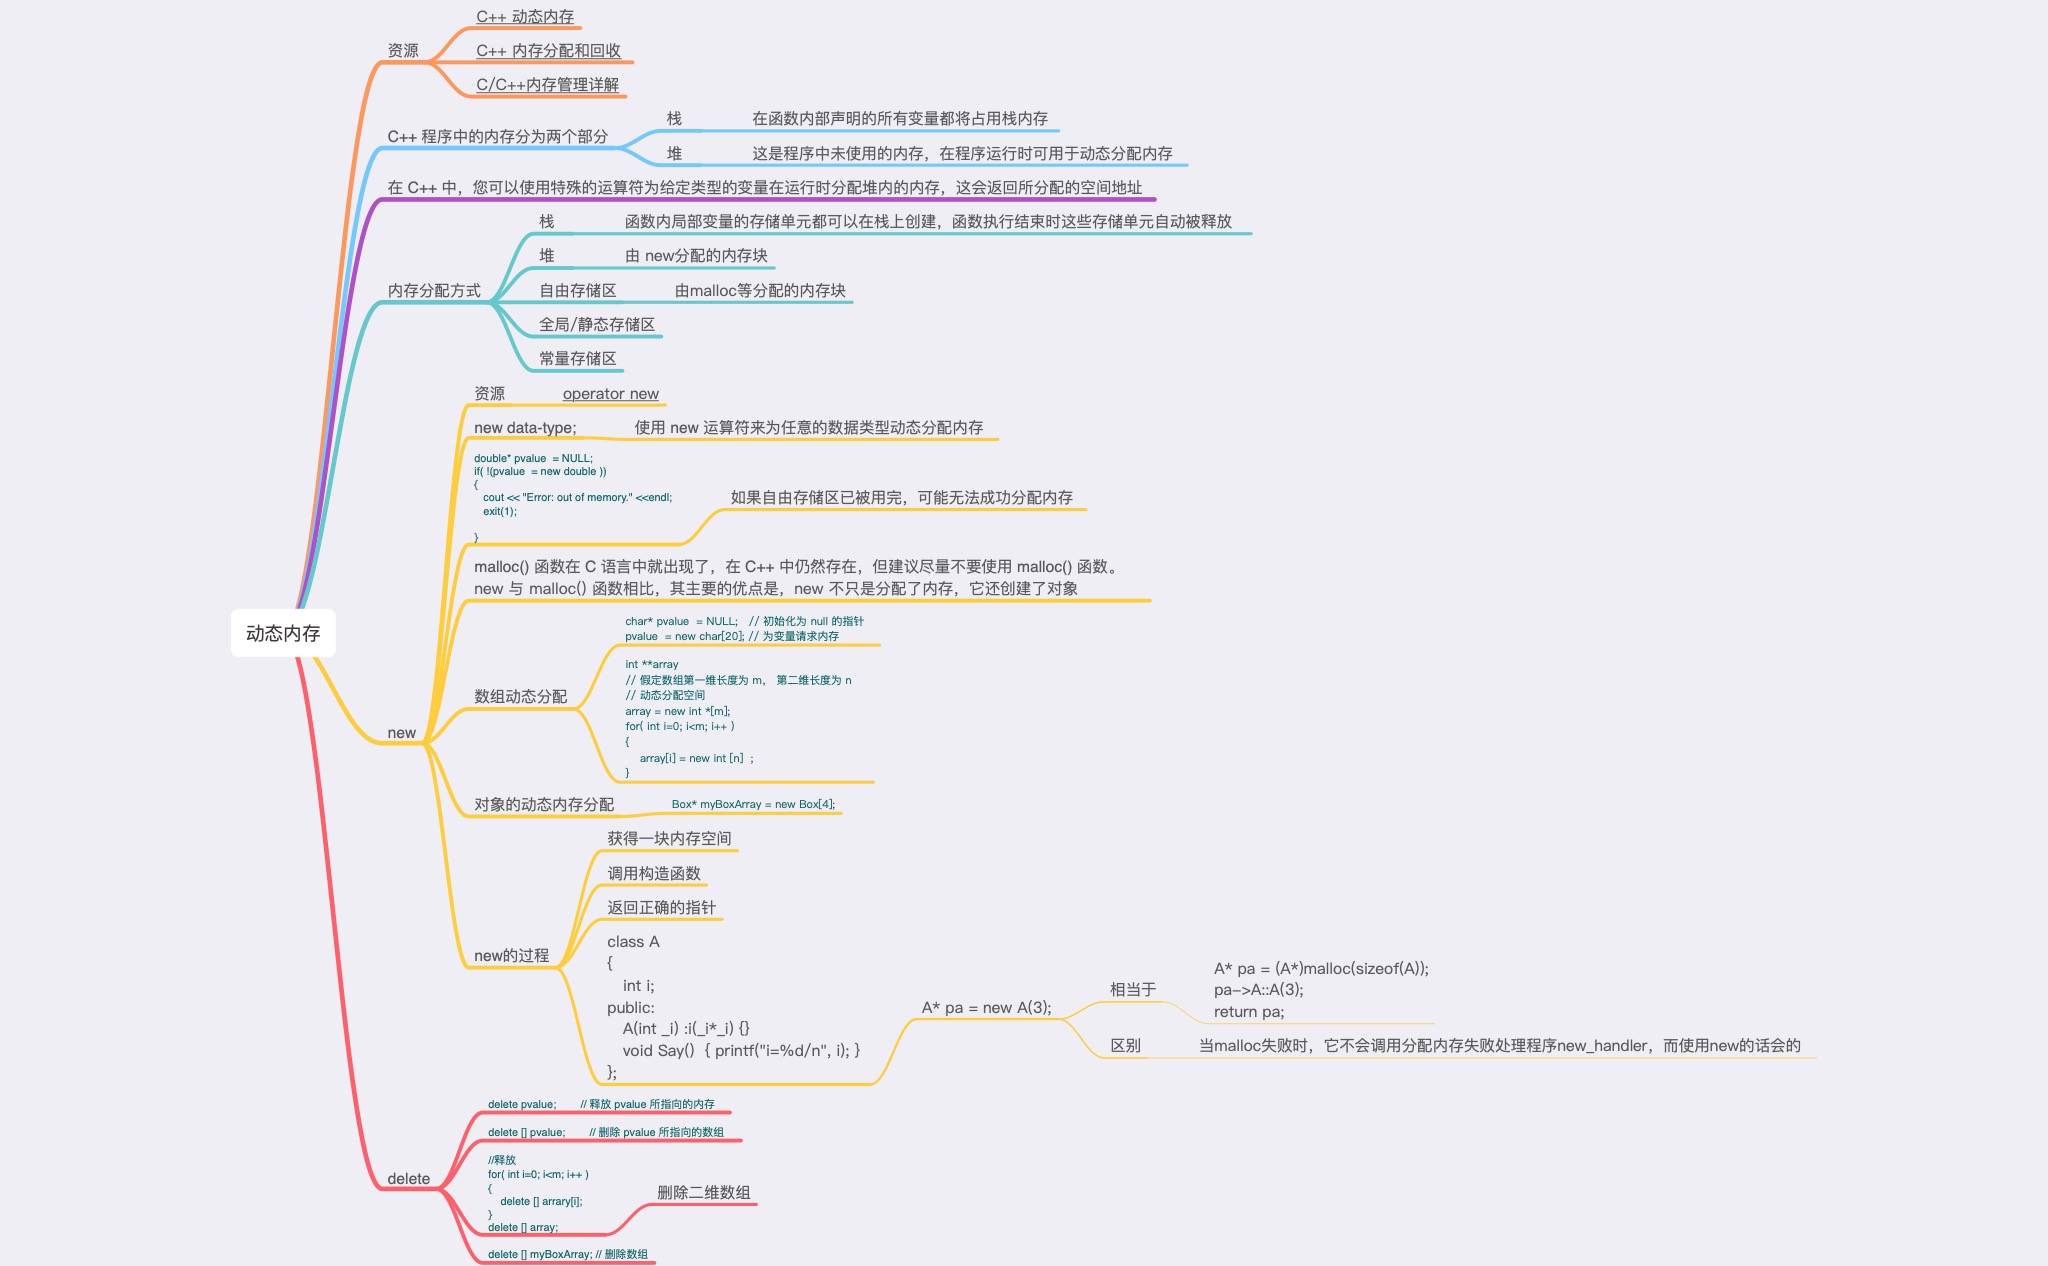 C++ 动态内存
资源
C++ 内存分配和回收
C/C++内存管理详解
栈
在函数内部声明的所有变量都将占用栈内存
C++ 程序中的内存分为两个部分
堆
这是程序中未使用的内存，在程序运行时可用于动态分配内存
在 C++ 中，您可以使用特殊的运算符为给定类型的变量在运行时分配堆内的内存，这会返回所分配的空间地址
栈
函数内局部变量的存储单元都可以在栈上创建，函数执行结束时这些存储单元自动被释放
堆
由 new分配的内存块
内存分配方式
自由存储区
由malloc等分配的内存块
全局/静态存储区
常量存储区
资源
operator new
new data-type;
使用 new 运算符来为任意的数据类型动态分配内存
double* pvalue  = NULL;
if( !(pvalue  = new double ))
{
cout << "Error: out of memory." <<endl;
exit(1);
}
如果自由存储区已被用完，可能无法成功分配内存
malloc() 函数在 C 语言中就出现了，在 C++ 中仍然存在，但建议尽量不要使用 malloc() 函数。
new 与 malloc() 函数相比，其主要的优点是，new 不只是分配了内存，它还创建了对象
动态内存
char* pvalue  = NULL;   // 初始化为 null 的指针
pvalue  = new char[20]; // 为变量请求内存
数组动态分配
int **array
// 假定数组第一维长度为 m， 第二维长度为 n
// 动态分配空间
array = new int *[m];
for( int i=0; i<m; i++ )
{
array[i] = new int [n]  ;
}
new
对象的动态内存分配
Box* myBoxArray = new Box[4];
获得一块内存空间
调用构造函数
返回正确的指针
new的过程
class A
{
int i;
public:
A(int _i) :i(_i*_i) {}
void Say()  { printf("i=%d/n", i); }
};
A* pa = new A(3);
相当于
A* pa = (A*)malloc(sizeof(A));
pa->A::A(3);
return pa;
区别
当malloc失败时，它不会调用分配内存失败处理程序new_handler，而使用new的话会的
delete pvalue;        // 释放 pvalue 所指向的内存
delete [] pvalue;        // 删除 pvalue 所指向的数组
delete
//释放
for( int i=0; i<m; i++ )
{
delete [] arrary[i];
}
delete [] array;
删除二维数组
delete [] myBoxArray; // 删除数组